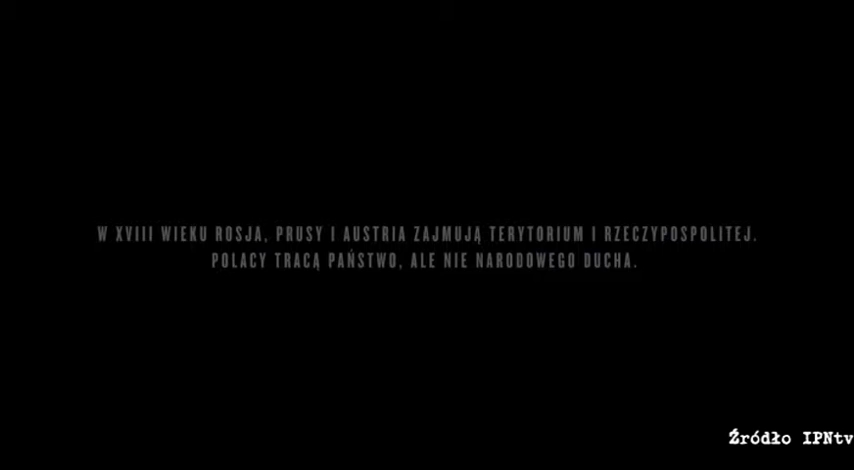 W XVIII WIEKU ROSJA, PRUSY I AUSTRIA ZAJMUJĄ TERYTORIUM I RZECZYPOSPOLITEJ.
POLACY TRACĄ PAŃSTWO, ALE NIE NARODOWEGO DUCHA.
Źródło IPNtv